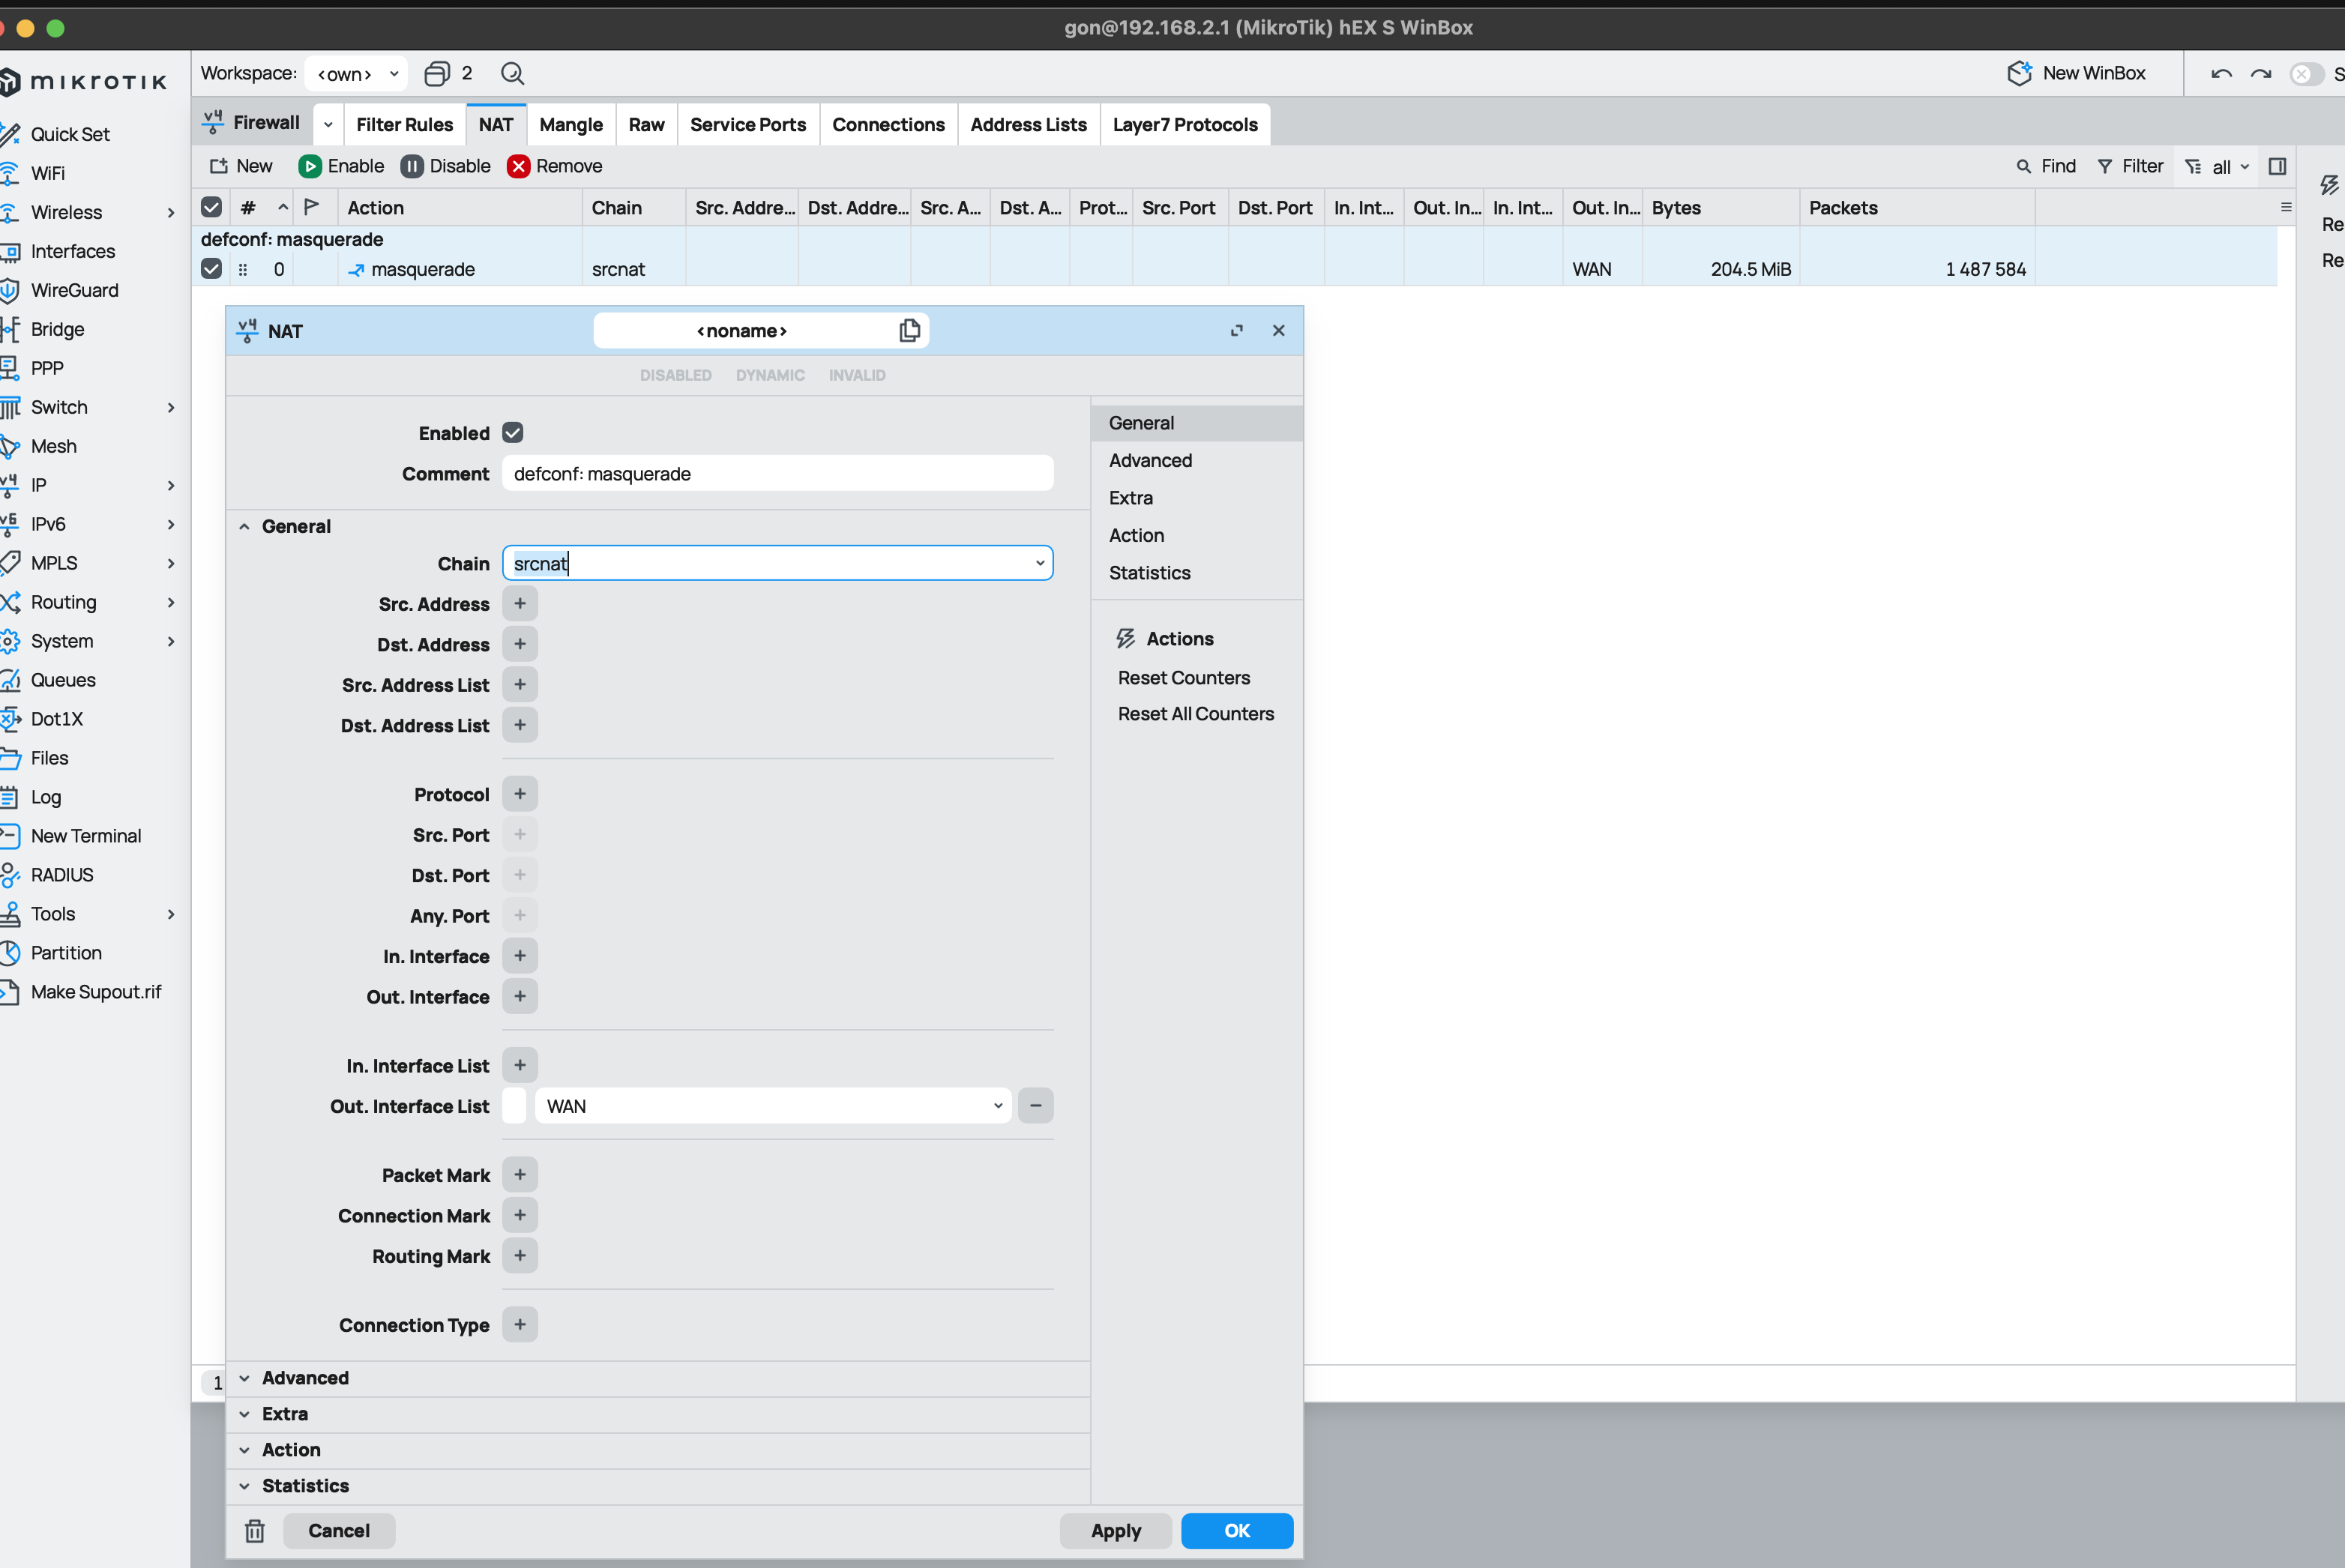 gon@192.168.2.1 (MikroTik) hEX S WinBox
MIKROTIK
Workspace: <own> 2
New WinBox
Firewall Filter Rules NAT Mangle Raw Service Ports Connections Address Lists Layer7 Protocols
New Enable Disable Remove
Find Filter all
# Action Chain Src. Addre... Dst. Addre... Src. A... Dst. A... Prot... Src. Port Dst. Port In. Int... Out. In... In. Int... Out. In... Bytes Packets
defconf: masquerade
0 masquerade srcnat WAN 204.5 MiB 1 487 584
Re
Re
Quick Set
WiFi
Wireless
Interfaces
WireGuard
Bridge
PPP
Switch
Mesh
IP
IPv6
MPLS
Routing
System
Queues
Dot1X
Files
Log
New Terminal
RADIUS
Tools
Partition
Make Supout.rif
v4 NAT <noname>
DISABLED DYNAMIC INVALID
Enabled
Comment defconf: masquerade
General
Chain srcnat
Src. Address +
Dst. Address +
Src. Address List +
Dst. Address List +
Protocol +
Src. Port +
Dst. Port +
Any. Port +
In. Interface +
Out. Interface +
In. Interface List +
Out. Interface List WAN −
Packet Mark +
Connection Mark +
Routing Mark +
Connection Type +
Advanced
Extra
Action
Statistics
Cancel Apply OK
General
Advanced
Extra
Action
Statistics
Actions
Reset Counters
Reset All Counters
1